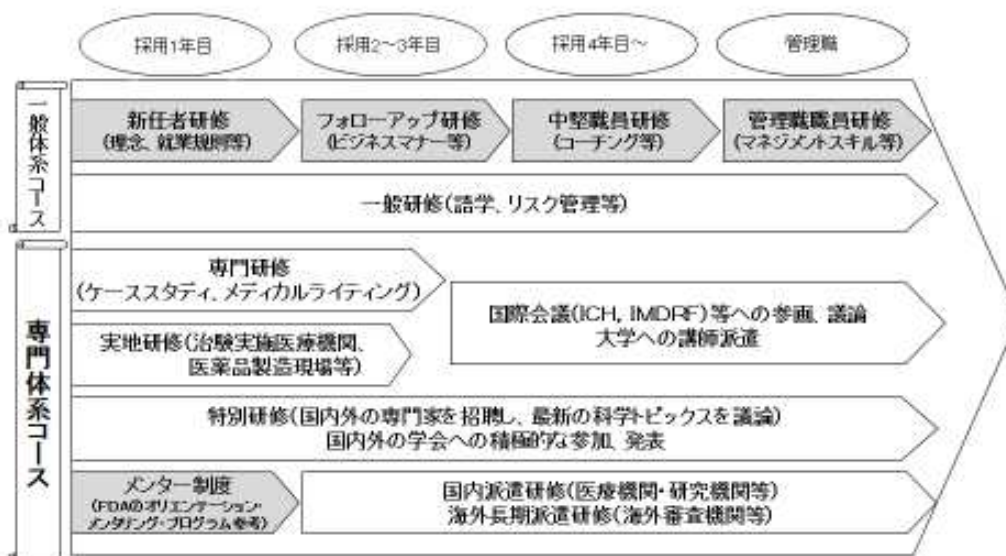 採用1年目
採用2～3年目
採用4年目～
管理職
一般体系コース
新任者研修
(理念、就業規則等)
フォローアップ研修
(ビジネスマナー等)
中堅職員研修
(コーチング等)
管理職職員研修
(マネジメントスキル等)
一般研修(語学、リスク管理等)
専門体系コース
専門研修
(ケーススタディ、メディカルライティング)
国際会議(ICH, IMDRF)等への参画、議論
大学への講師派遣
実地研修(治験実施医療機関、
医薬品製造現場等)
特別研修(国内外の専門家を招聘し、最新の科学トピックスを議論)
国内外の学会への積極的な参加、発表
メンター制度
(FDAのオリエンテーション・
メンタリング・プログラム参考)
国内派遣研修(医療機関・研究機関等)
海外長期派遣研修(海外審査機関等)